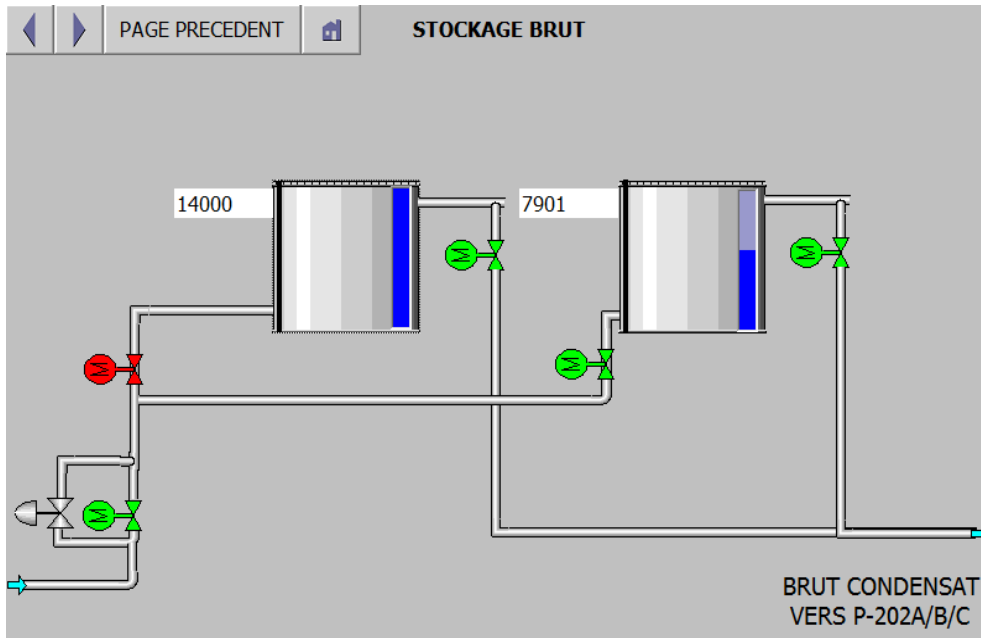 PAGE PRECEDENT
STOCKAGE BRUT
14000
7901
M
M
M
M
M
BRUT CONDENSAT
VERS P-202A/B/C